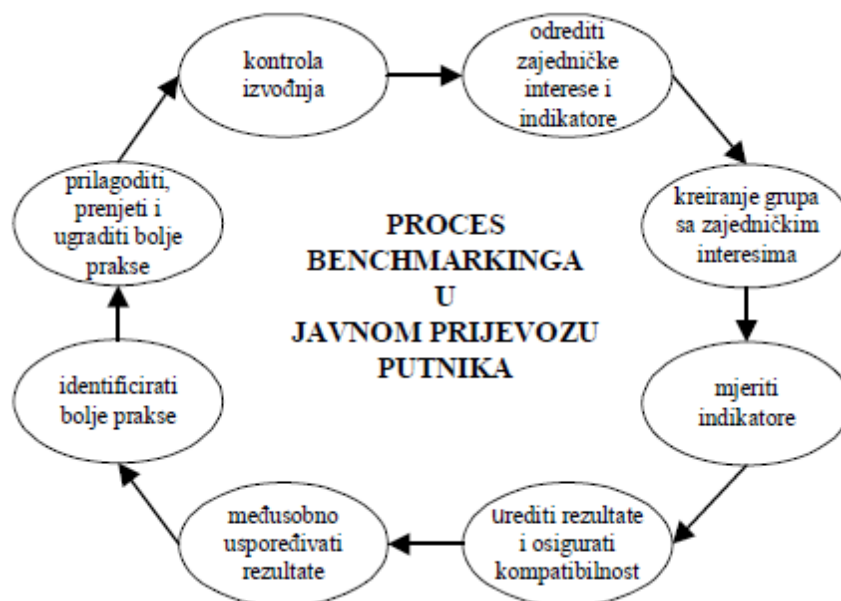 kontrola
izvođnja
odrediti
zajedničke
interese i
indikatore
kreiranje grupa
sa zajedničkim
interesima
mjeriti
indikatore
urediti rezultate
i osigurati
kompatibilnost
međusobno
uspoređivati
rezultate
identificirati
bolje prakse
prilagoditi,
prenjeti i
ugraditi bolje
prakse
PROCES
BENCHMARKINGA
U
JAVNOM PRIJEVOZU
PUTNIKA